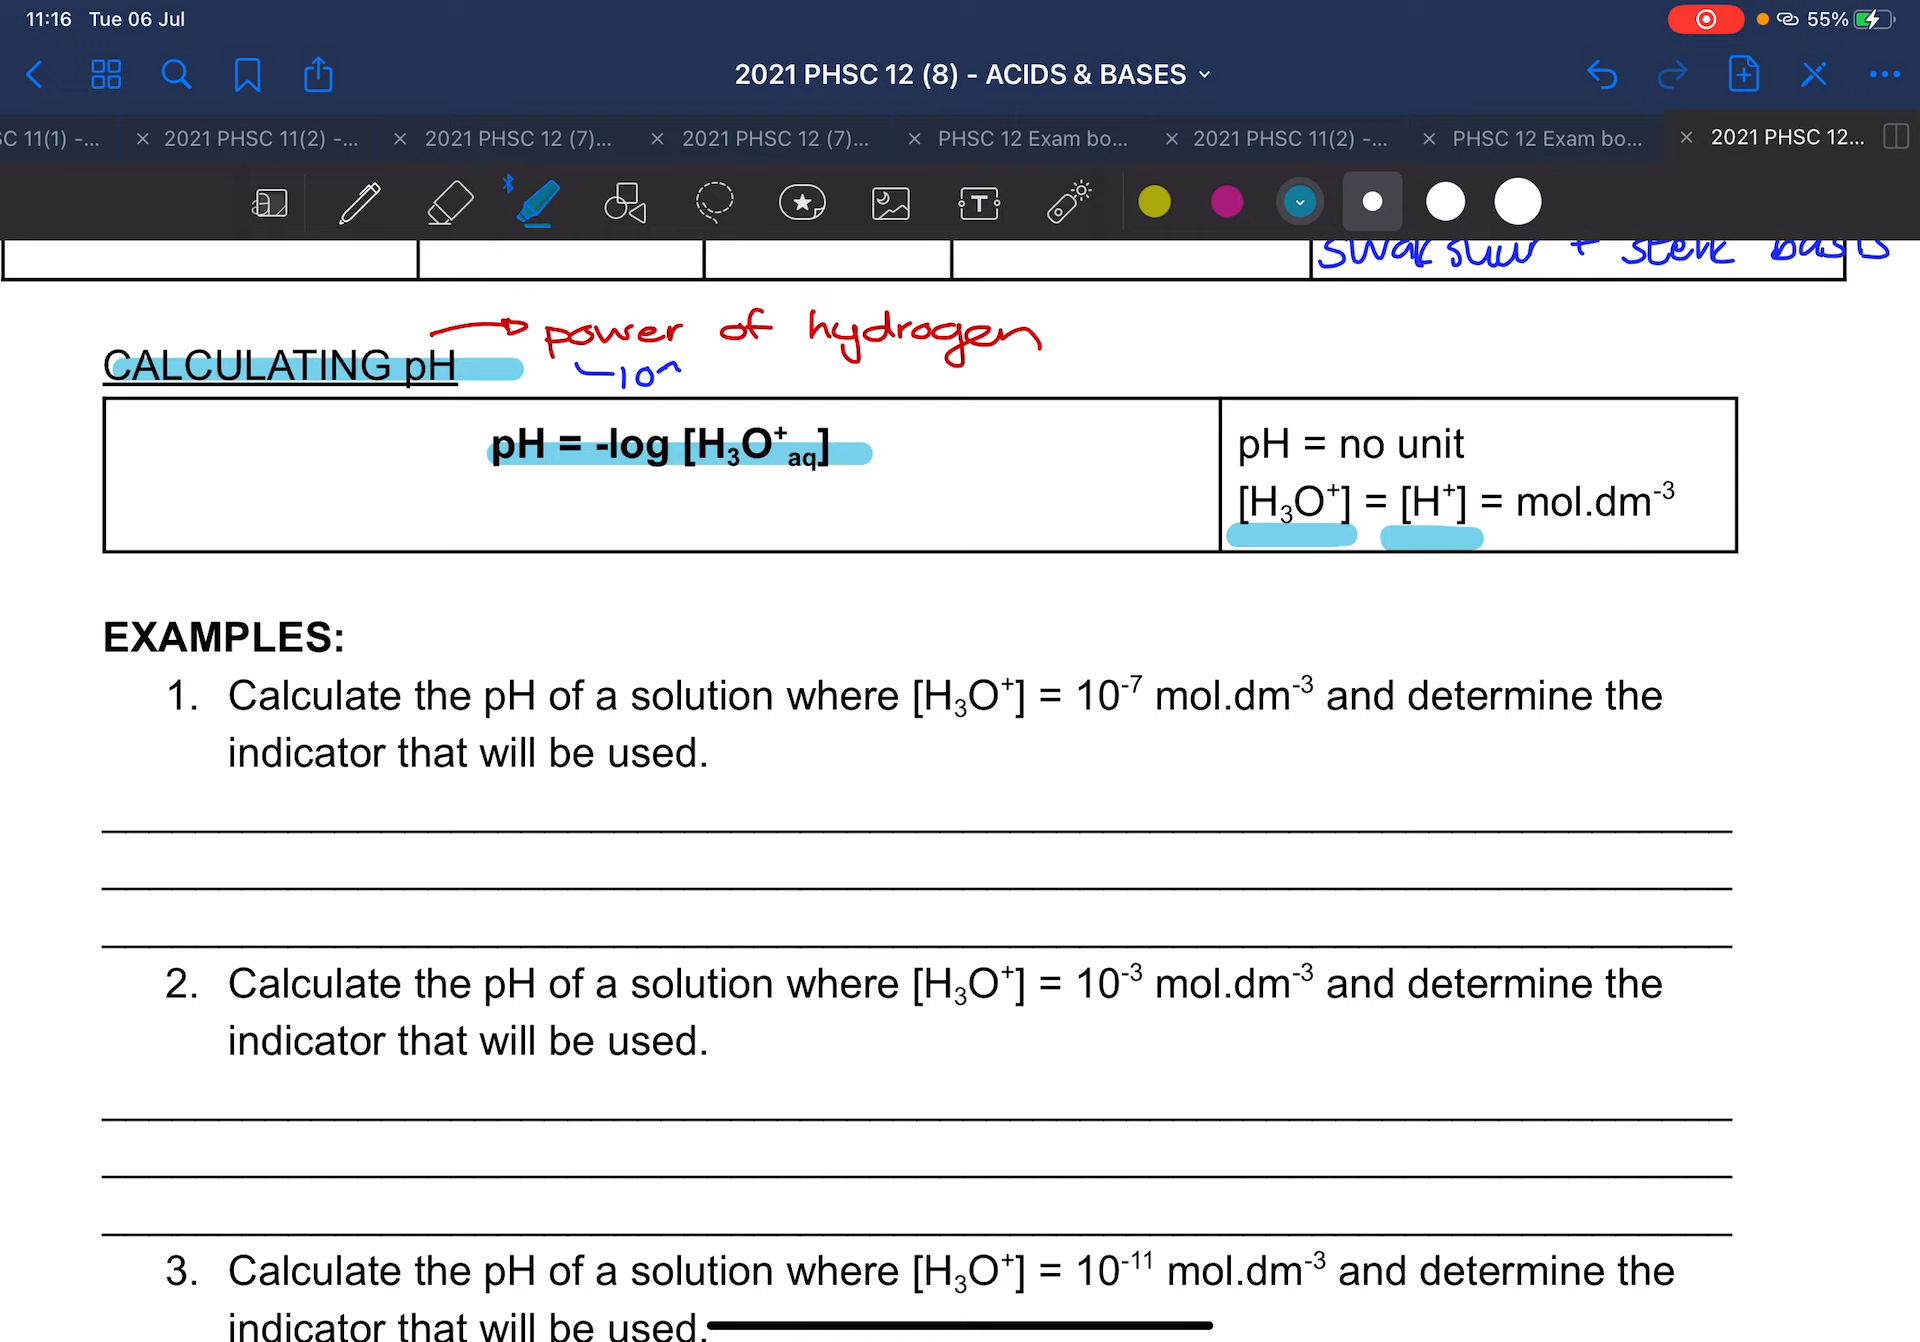 11:16 Tue 06 Jul 55%
2021 PHSC 12 (8) - ACIDS & BASES
SC 11(1) -... 2021 PHSC 11(2) -... 2021 PHSC 12 (7)... 2021 PHSC 12 (7)... PHSC 12 Exam bo... 2021 PHSC 11(2) -... PHSC 12 Exam bo... 2021 PHSC 12...
swak suur + sterk basis
power of hydrogen
CALCULATING pH
10ⁿ
pH = -log [H₃O⁺aq]
pH = no unit
[H₃O⁺] = [H⁺] = mol.dm⁻³
EXAMPLES:
1. Calculate the pH of a solution where [H₃O⁺] = 10⁻⁷ mol.dm⁻³ and determine the
indicator that will be used.
2. Calculate the pH of a solution where [H₃O⁺] = 10⁻³ mol.dm⁻³ and determine the
indicator that will be used.
3. Calculate the pH of a solution where [H₃O⁺] = 10⁻¹¹ mol.dm⁻³ and determine the
indicator that will be used.